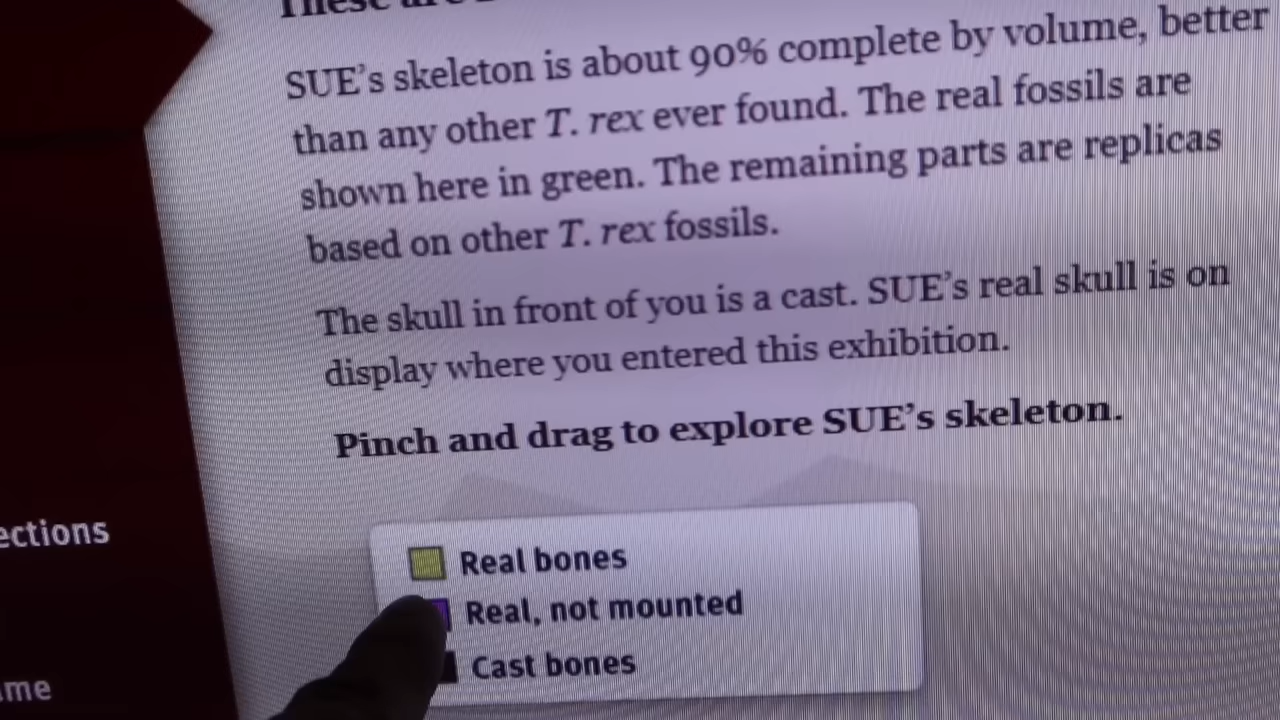 These are
SUE's skeleton is about 90% complete by volume, better
than any other T. rex ever found. The real fossils are
shown here in green. The remaining parts are replicas
based on other T. rex fossils.
The skull in front of you is a cast. SUE's real skull is on
display where you entered this exhibition.
Pinch and drag to explore SUE's skeleton.
Real bones
Real, not mounted
Cast bones
ections
me